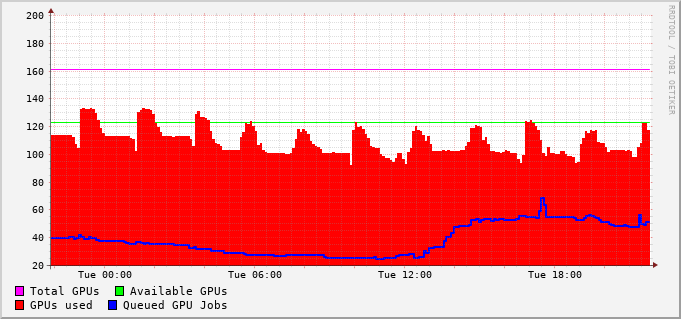 200
180
160
140
120
100
80
60
40
20
Tue 00:00 Tue 06:00 Tue 12:00 Tue 18:00
Total GPUs Available GPUs
GPUs used Queued GPU Jobs
RRDTOOL / TOBI OETIKER